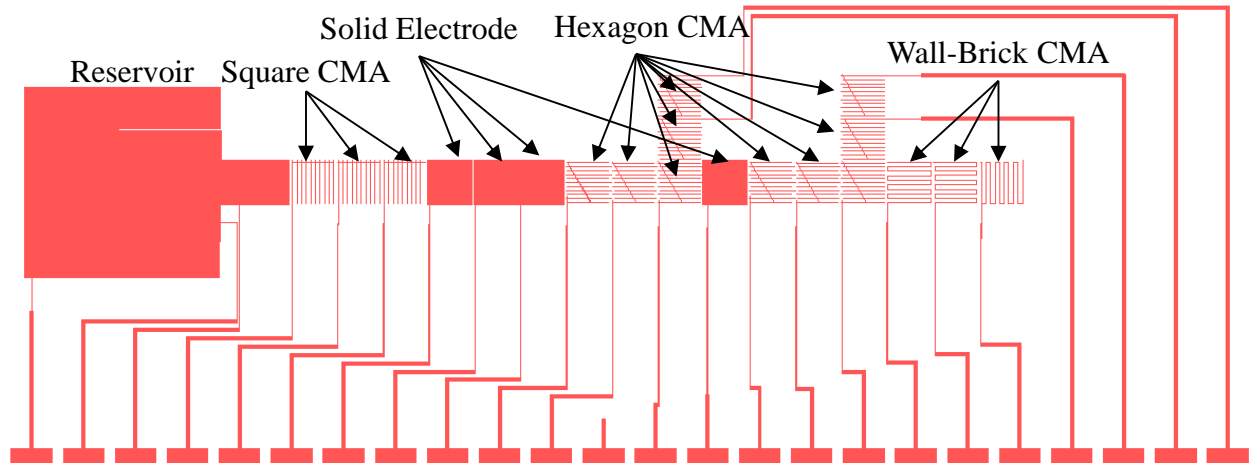 Reservoir
Square CMA
Solid Electrode
Hexagon CMA
Wall-Brick CMA